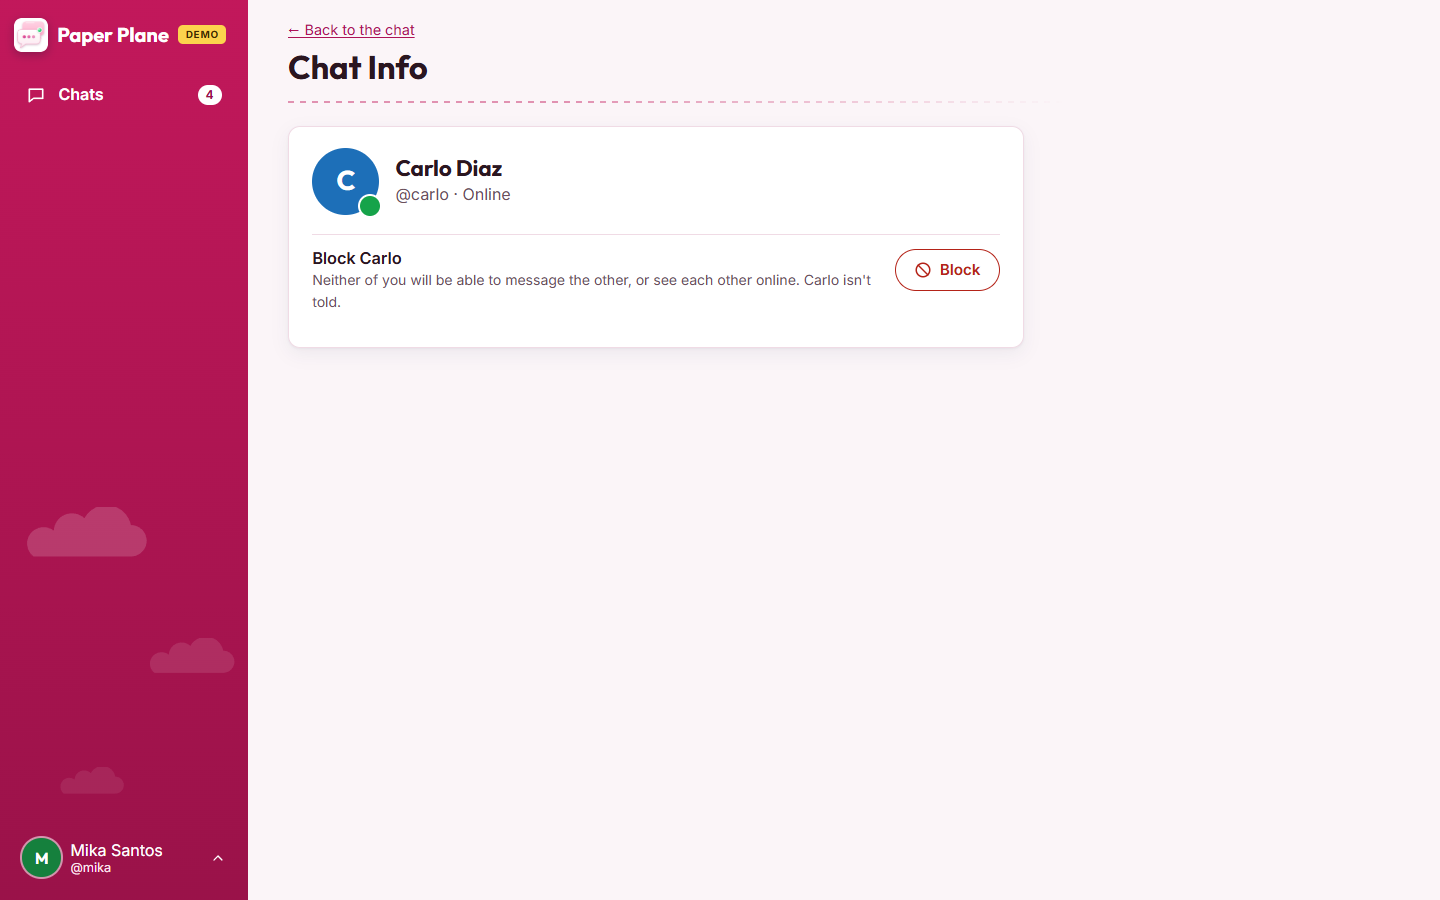 Paper Plane DEMO
Chats 4
← Back to the chat
Chat Info
C
Carlo Diaz
@carlo · Online
Block Carlo
Neither of you will be able to message the other, or see each other online. Carlo isn't
told.
Block
M
Mika Santos
@mika